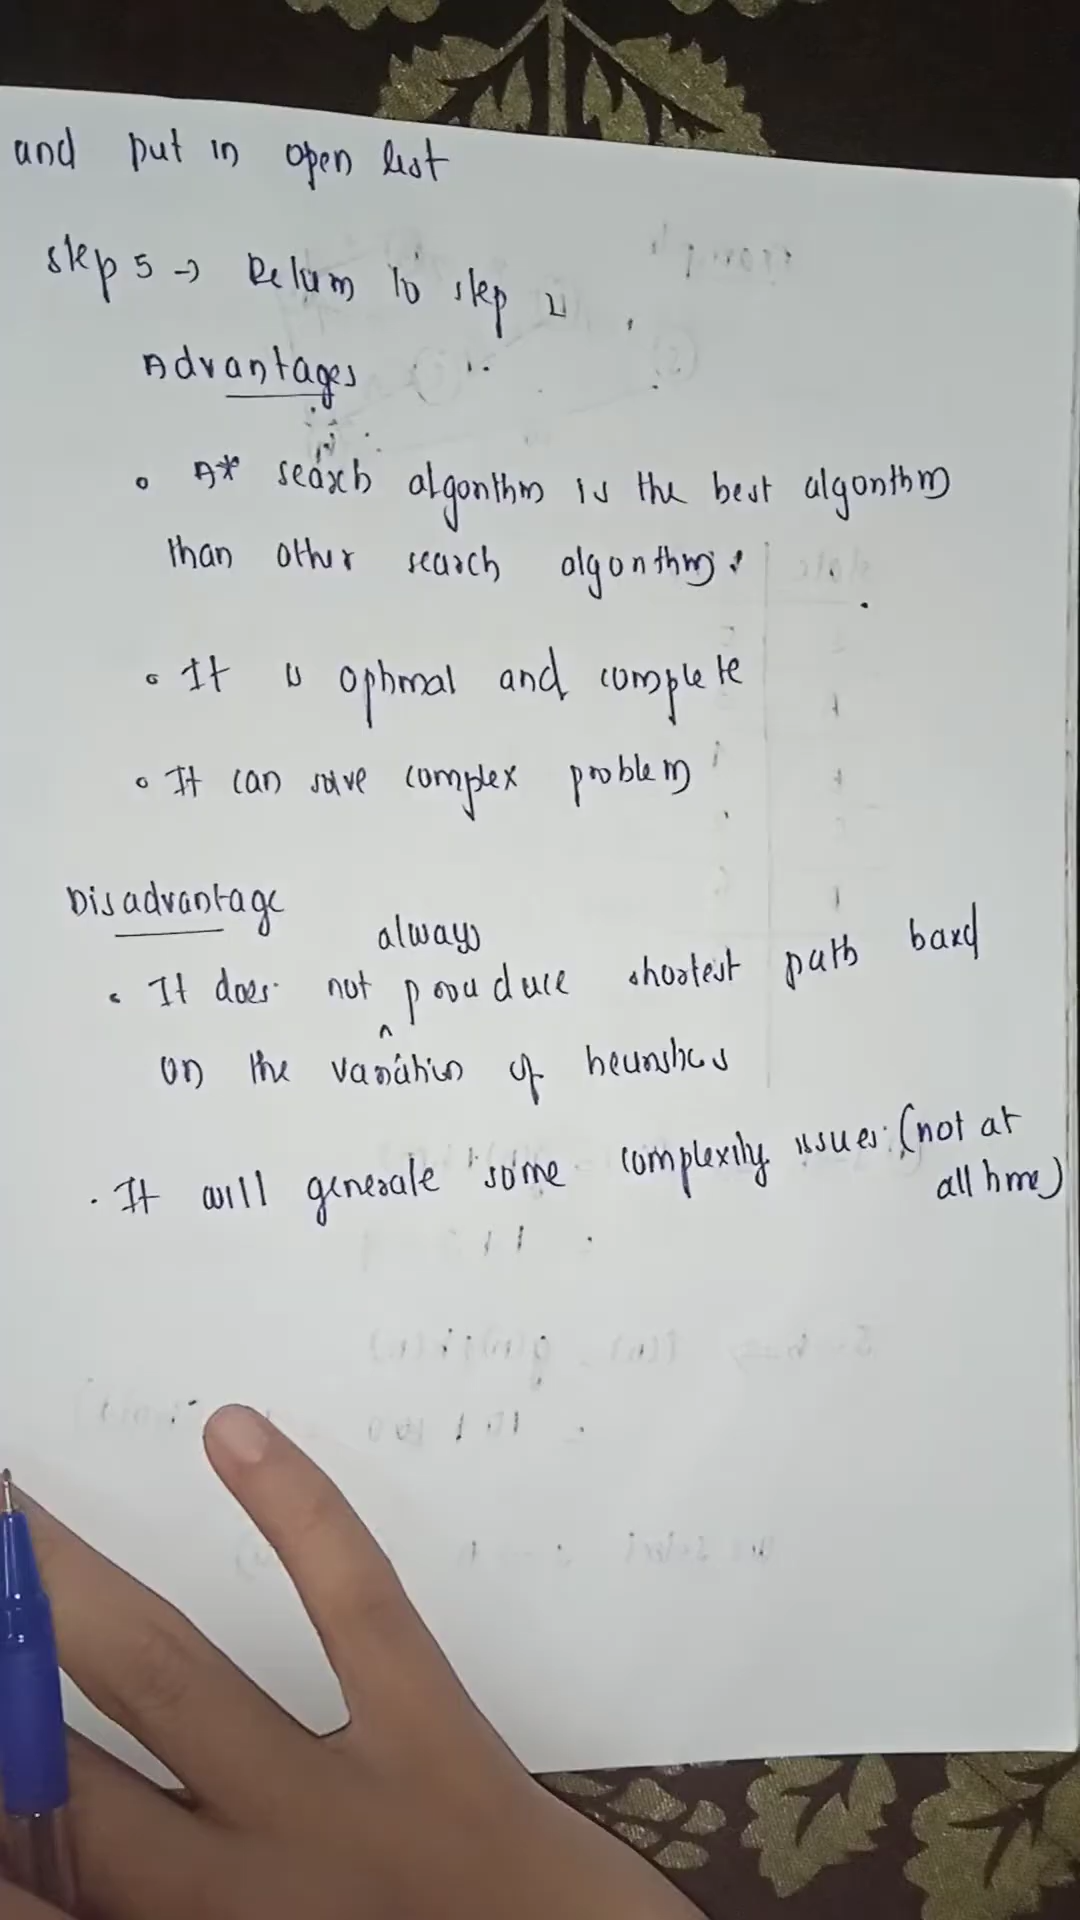 and put in open list
step 5 → Return to step 2
Advantages
• A* search algorithm is the best algorithm
than other search algorithms.
• It is optimal and complete
• It can solve complex problem
Disadvantage
always
• It does not ^ prouduce shortest path based
on the variation of heuristics
• It will generate some complexity issues (not at
all time)